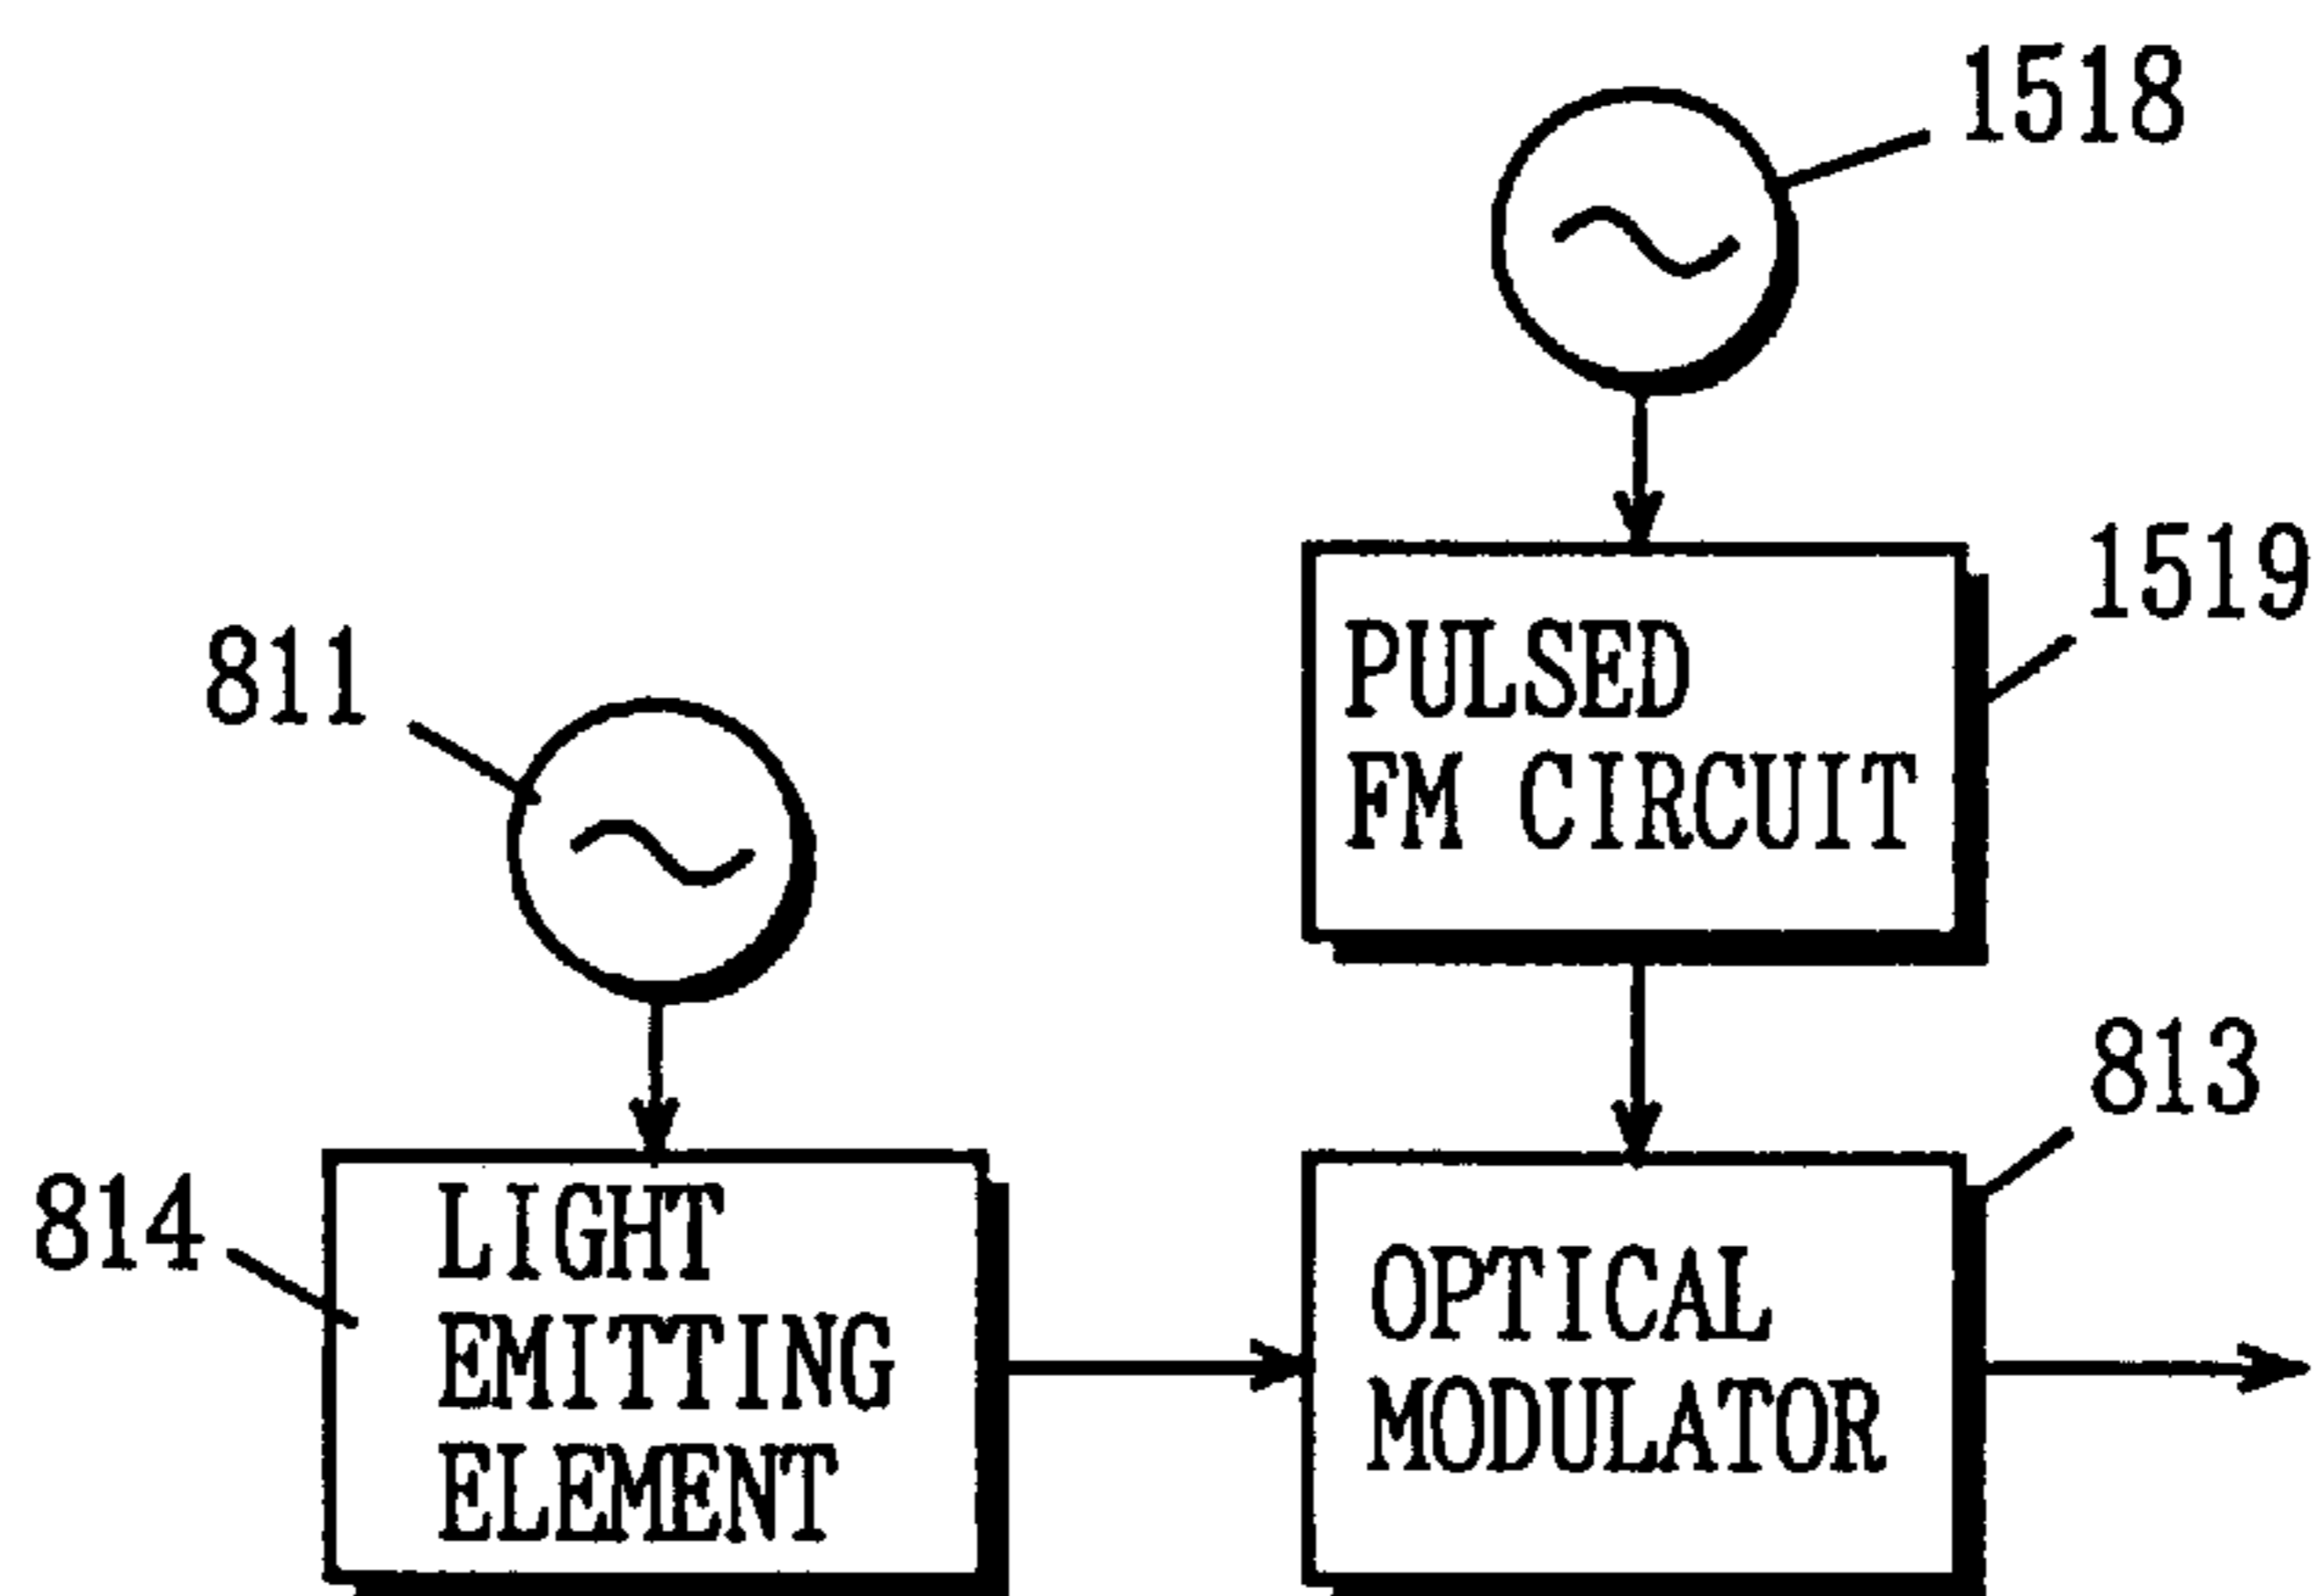 1518
1519
PULSED
FM CIRCUIT
811
813
814
LIGHT
EMITTING
ELEMENT
OPTICAL
MODULATOR